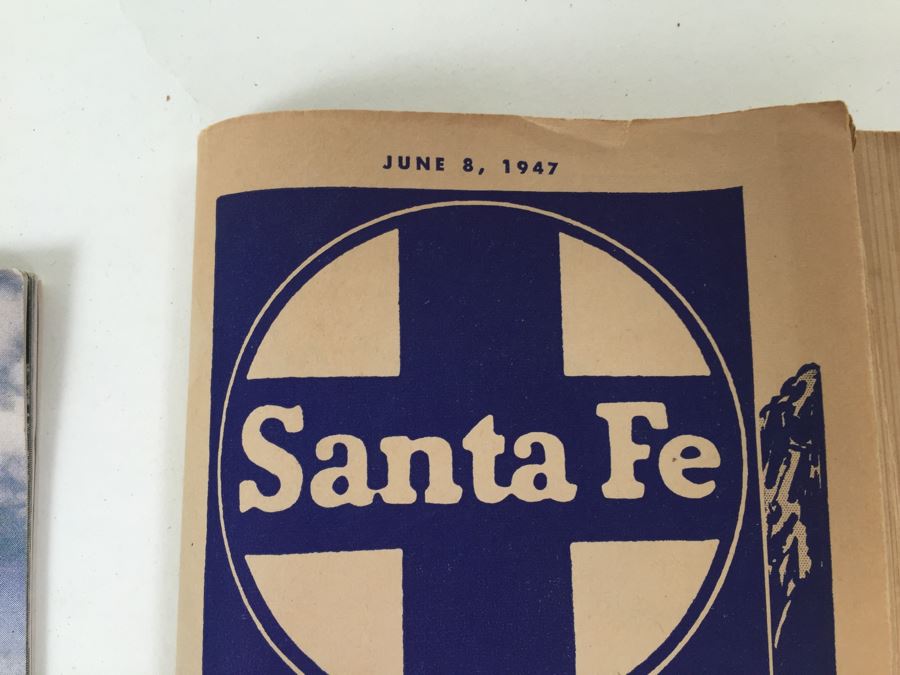 JUNE 8, 1947
Santa Fe